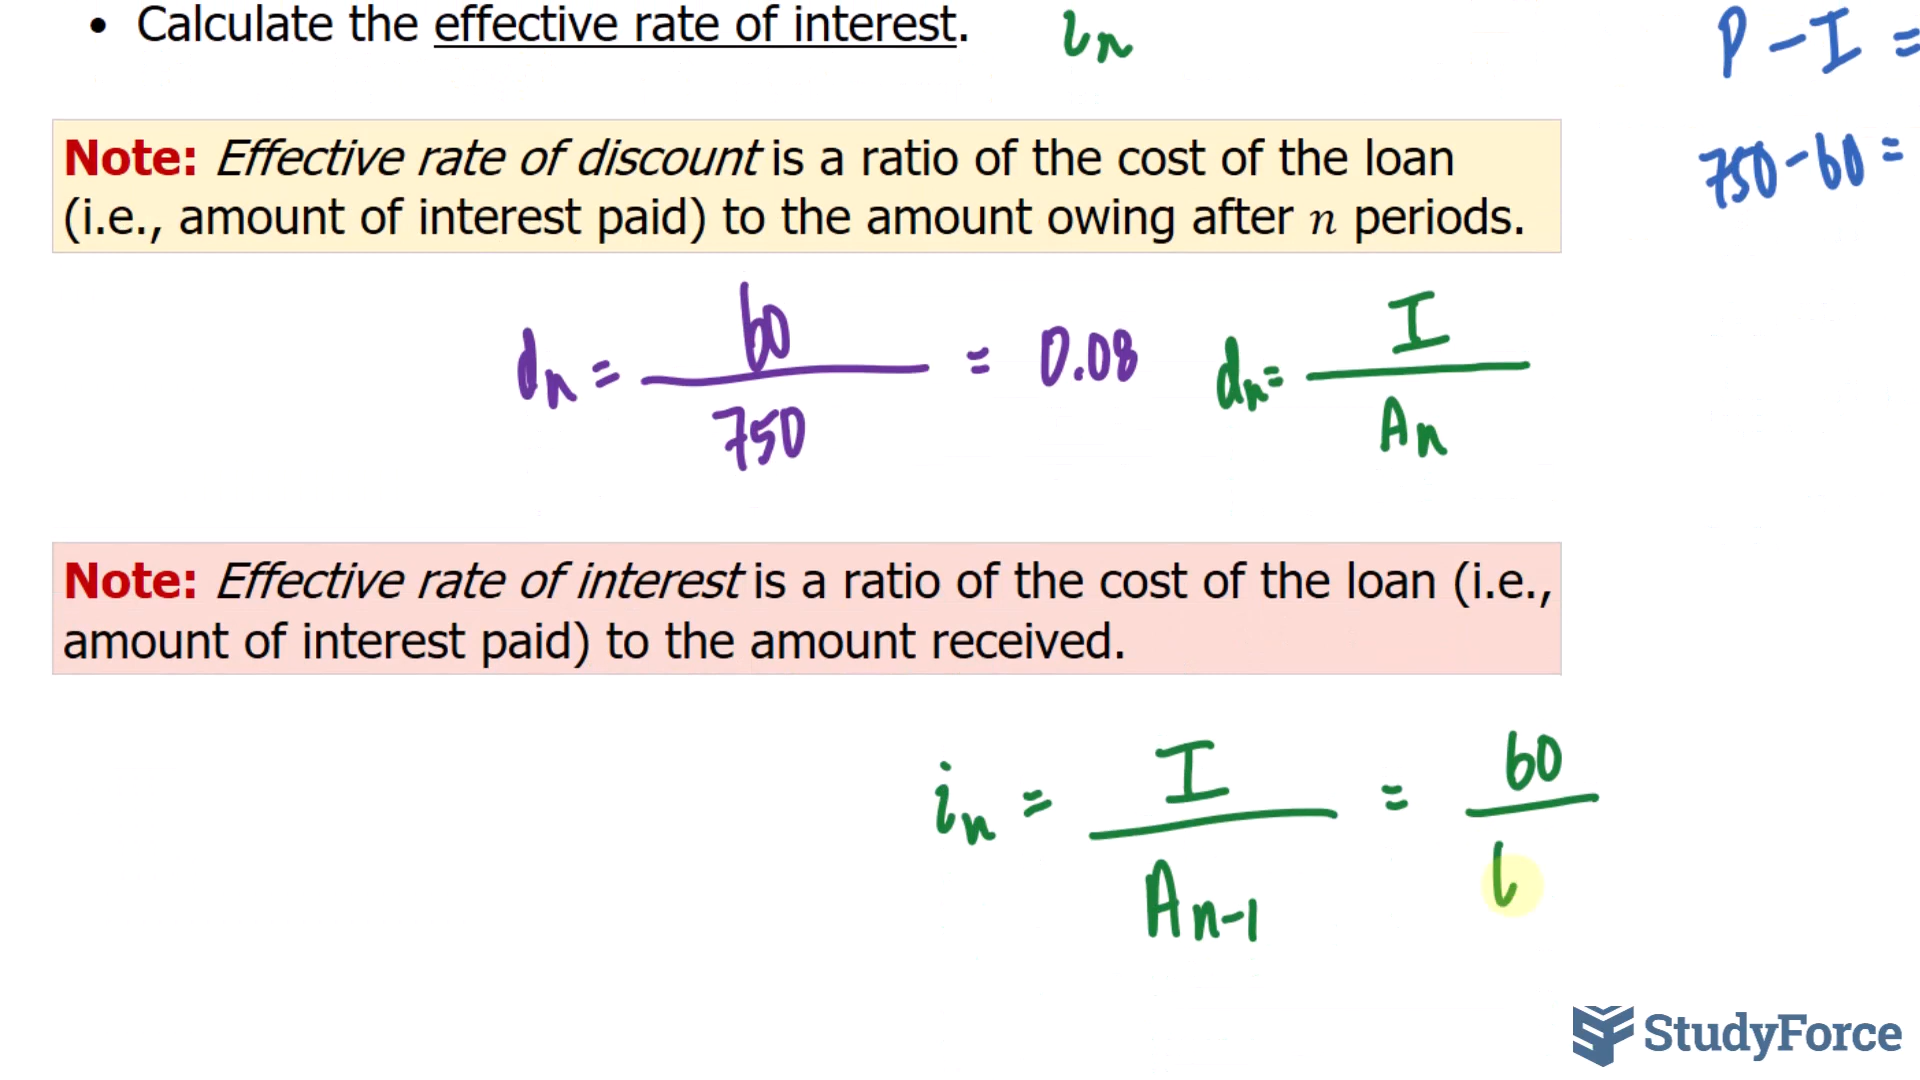 • Calculate the effective rate of interest. in
P - I =
750 - 60 =
Note: Effective rate of discount is a ratio of the cost of the loan
(i.e., amount of interest paid) to the amount owing after n periods.
dn = 60 / 750 = 0.08 dn = I / An
Note: Effective rate of interest is a ratio of the cost of the loan (i.e.,
amount of interest paid) to the amount received.
in = I / An-1 = 60 /
StudyForce